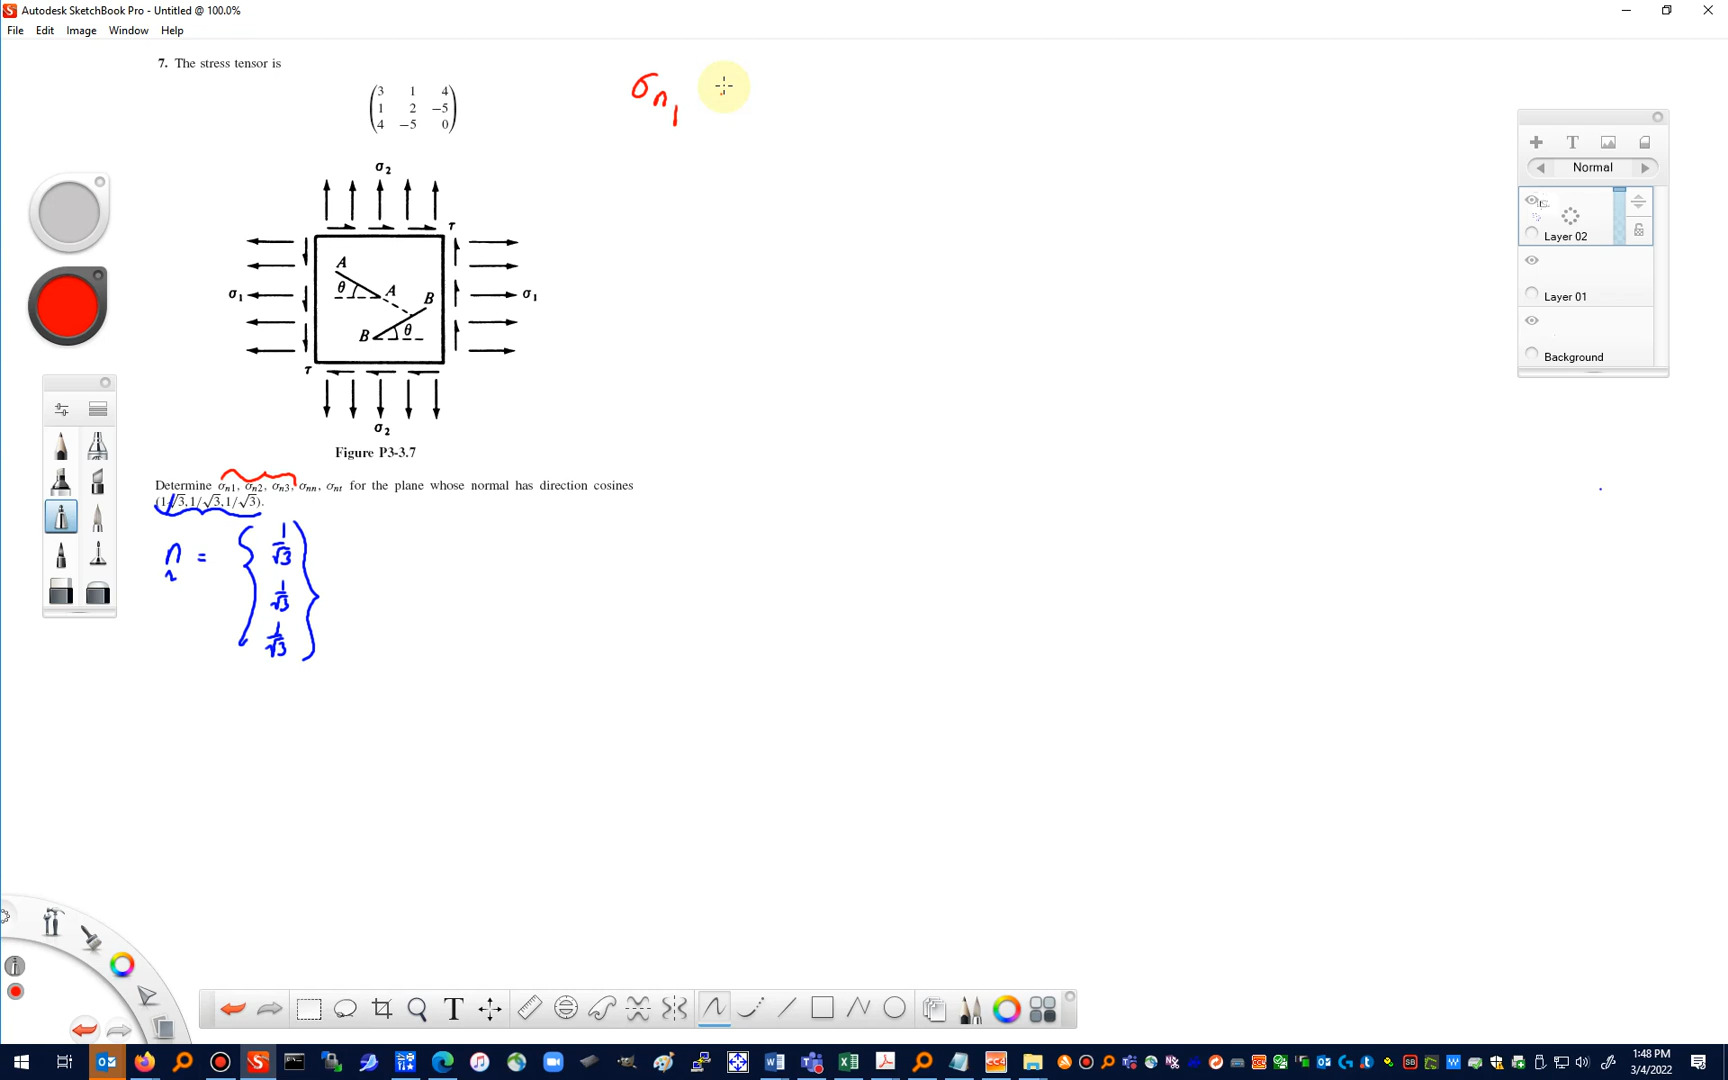 Autodesk SketchBook Pro - Untitled @ 100.0%
File Edit Image Window Help
7. The stress tensor is
3 1 4
1 2 −5
4 −5 0
σn1
σ2
τ
A
θ A
σ1 B σ1
B θ
τ
σ2
Figure P3-3.7
Determine σn1, σn2, σn3, σnn, σnt for the plane whose normal has direction cosines
(1/√3, 1/√3, 1/√3).
n = { 1/√3
1/√3
1/√3 }
Normal
Layer 02
Layer 01
Background
1:48 PM
3/4/2022